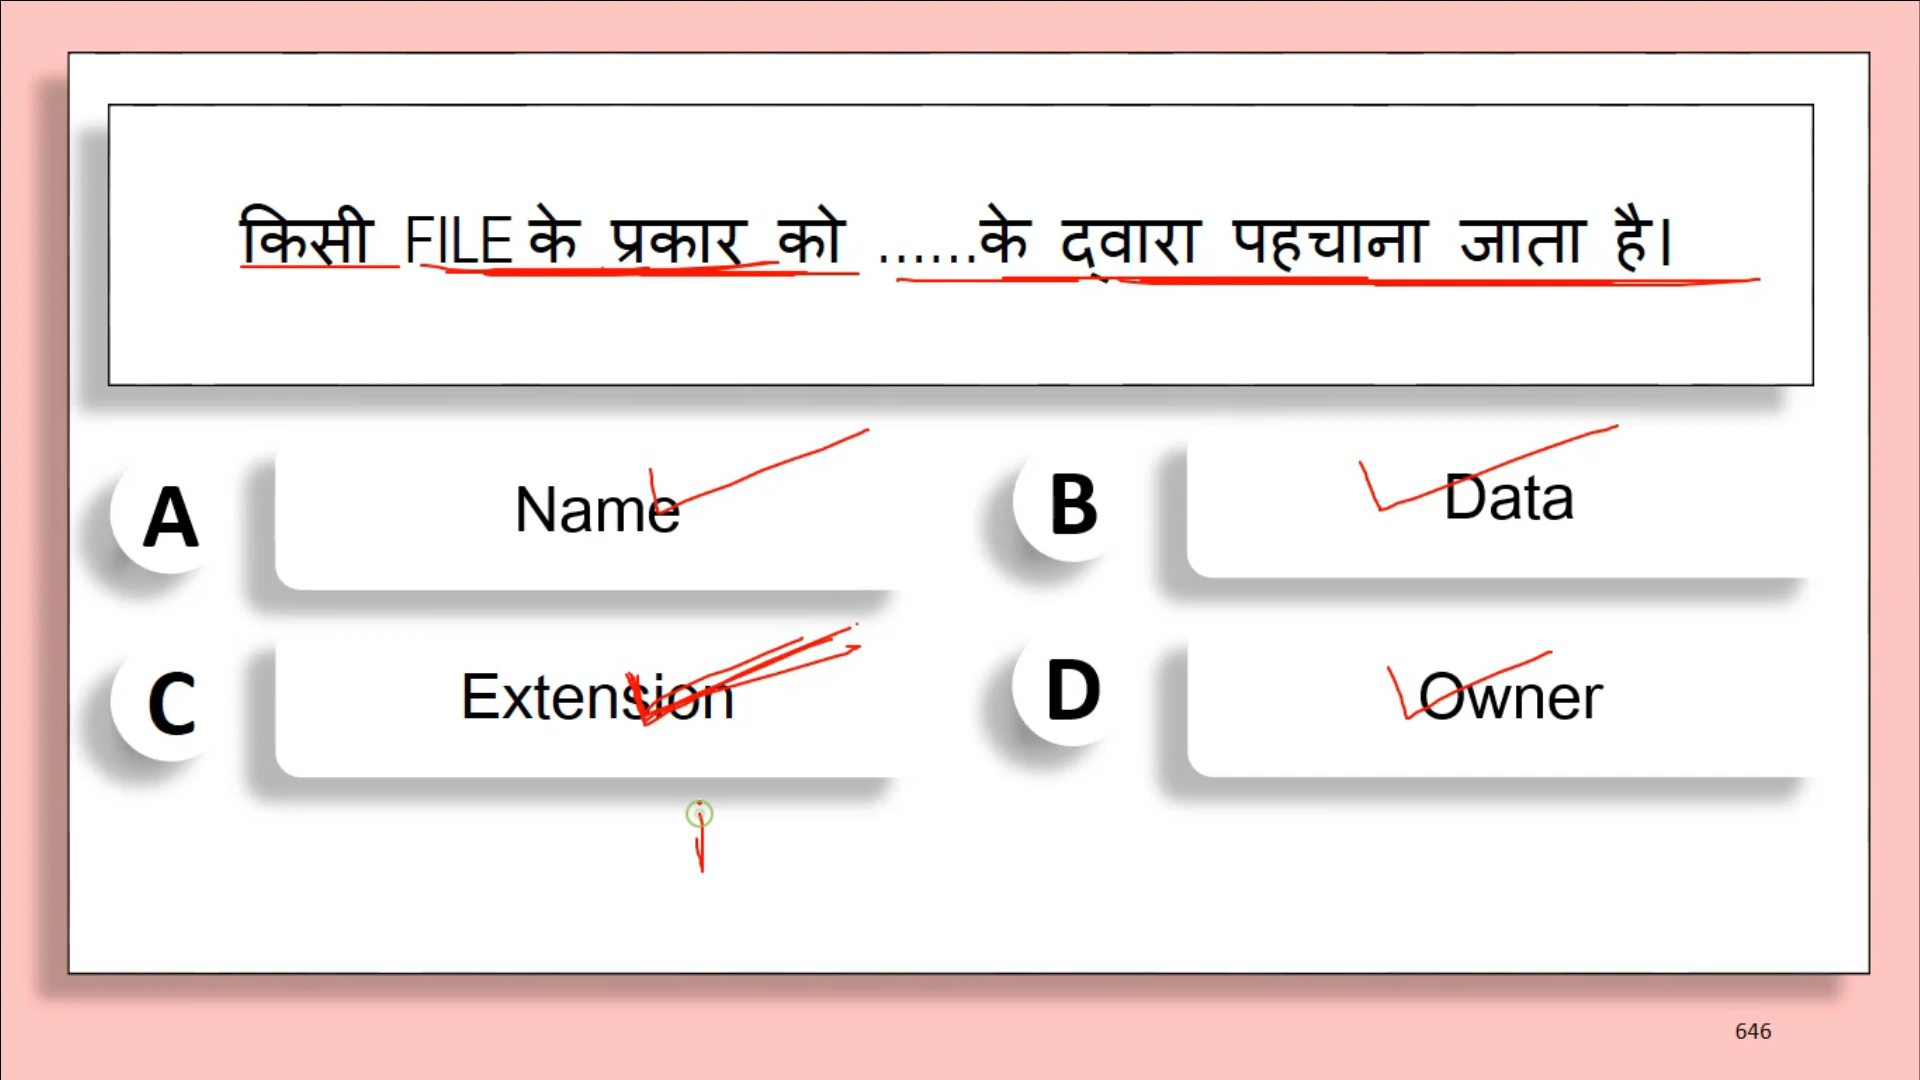 किसी FILE के प्रकार को ......के द्वारा पहचाना जाता है।
A Name
B Data
C Extension
D Owner
646